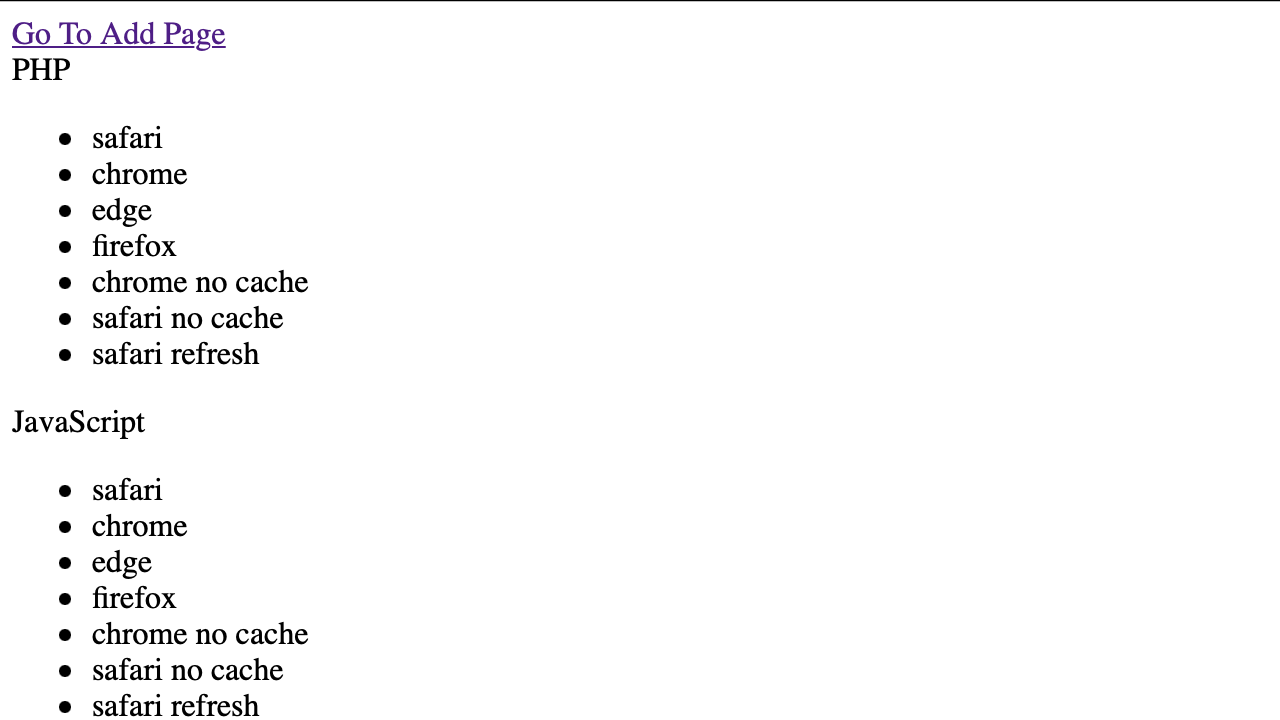 Go To Add Page
PHP
safari
chrome
edge
firefox
chrome no cache
safari no cache
safari refresh
JavaScript
safari
chrome
edge
firefox
chrome no cache
safari no cache
safari refresh